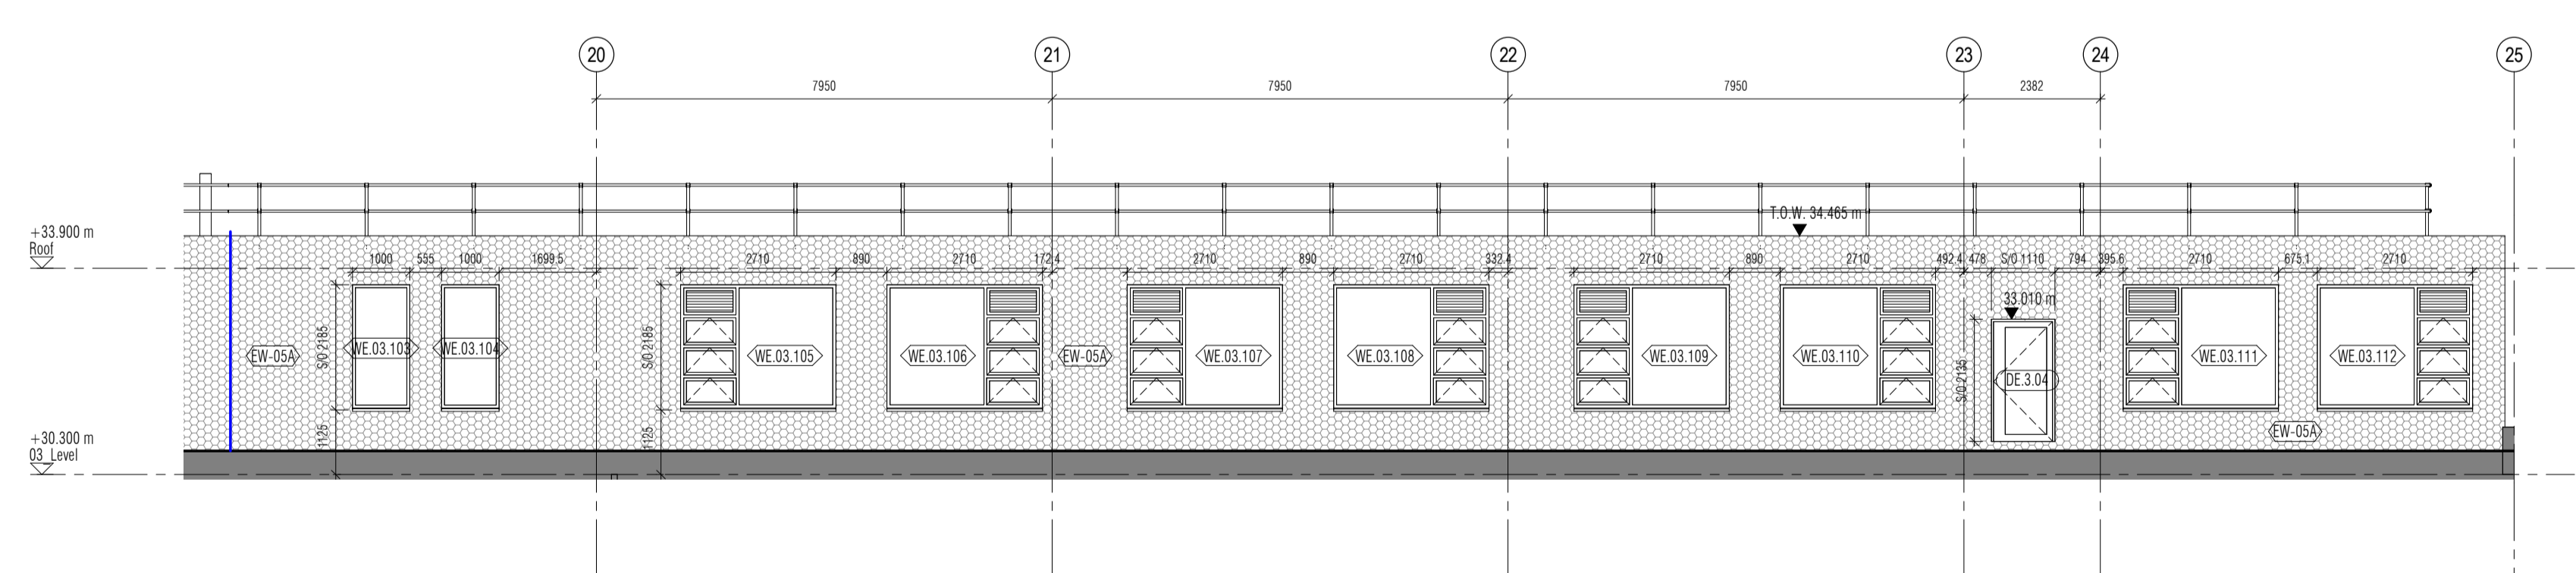 20
21
22
23
24
25
7950
7950
7950
2382
T.O.W. 34.465 m
+33.900 m
Roof
1000
555
1000
1699.5
2710
890
2710
172.4
2710
890
2710
332.4
2710
890
2710
492.4
478
S/O 1110
794
395.6
2710
675.1
2710
33.010 m
S/O 2185
S/O 2185
S/O 2135
EW-05A
WE.03.103
WE.03.104
WE.03.105
WE.03.106
EW-05A
WE.03.107
WE.03.108
WE.03.109
WE.03.110
DE.3.04
WE.03.111
WE.03.112
EW-05A
1125
1125
+30.300 m
03 Level